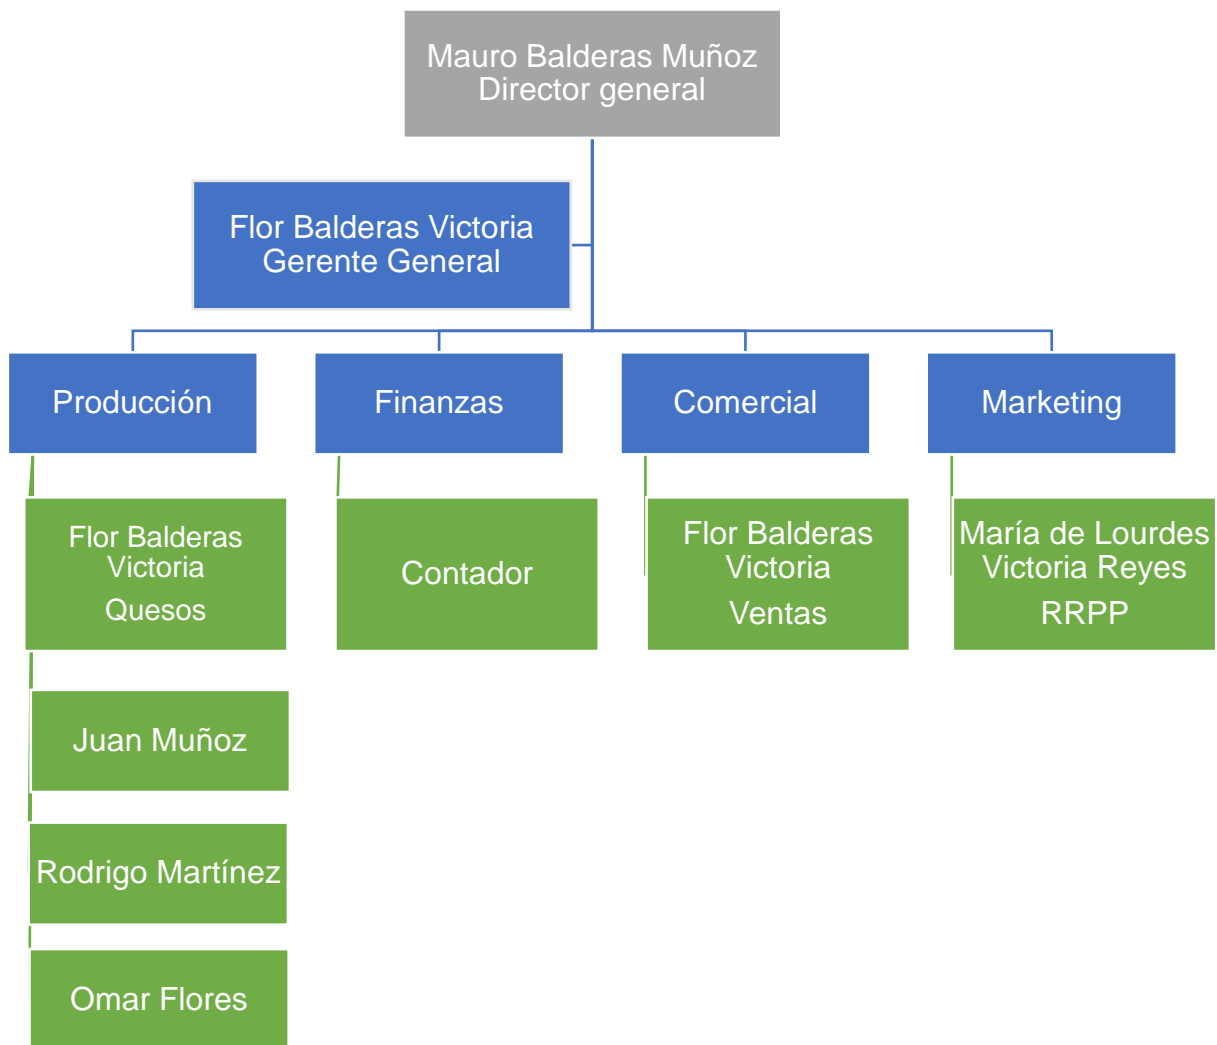 Mauro Balderas Muñoz
Director general
Flor Balderas Victoria
Gerente General
Producción
Finanzas
Comercial
Marketing
Flor Balderas
Victoria
Quesos
Contador
Flor Balderas
Victoria
Ventas
María de Lourdes
Victoria Reyes
RRPP
Juan Muñoz
Rodrigo Martínez
Omar Flores